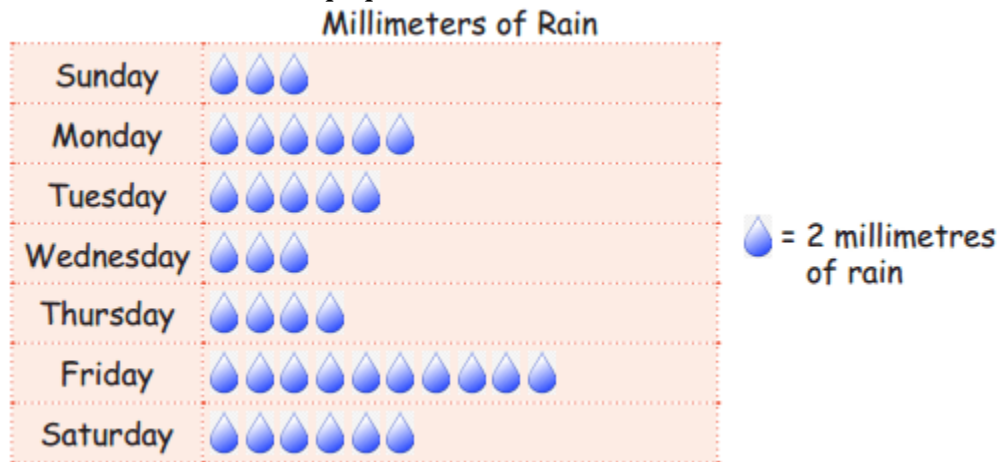 Millimeters of Rain
Sunday
Monday
Tuesday
Wednesday
Thursday
Friday
Saturday
= 2 millimetres
of rain